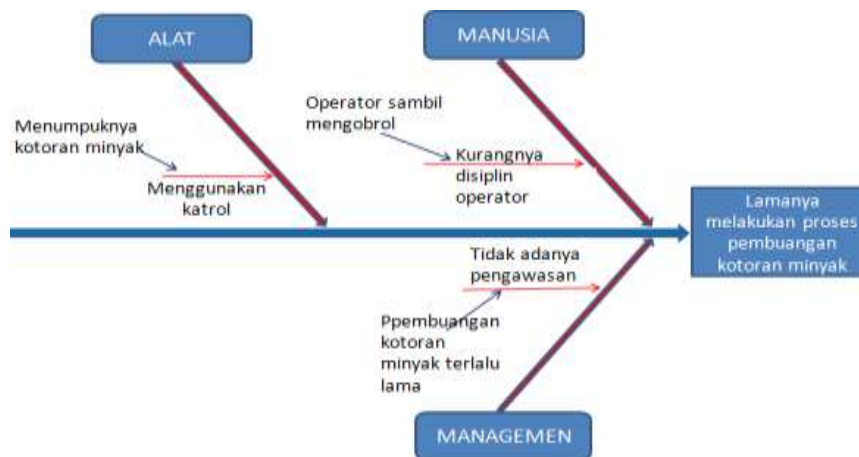 ALAT
MANUSIA
Menumpuknya
kotoran minyak
Menggunakan
katrol
Operator sambil
mengobrol
Kurangnya
disiplin
operator
Lamanya
melakukan proses
pembuangan
kotoran minyak
Tidak adanya
pengawasan
Ppembuangan
kotoran
minyak terlalu
lama
MANAGEMEN